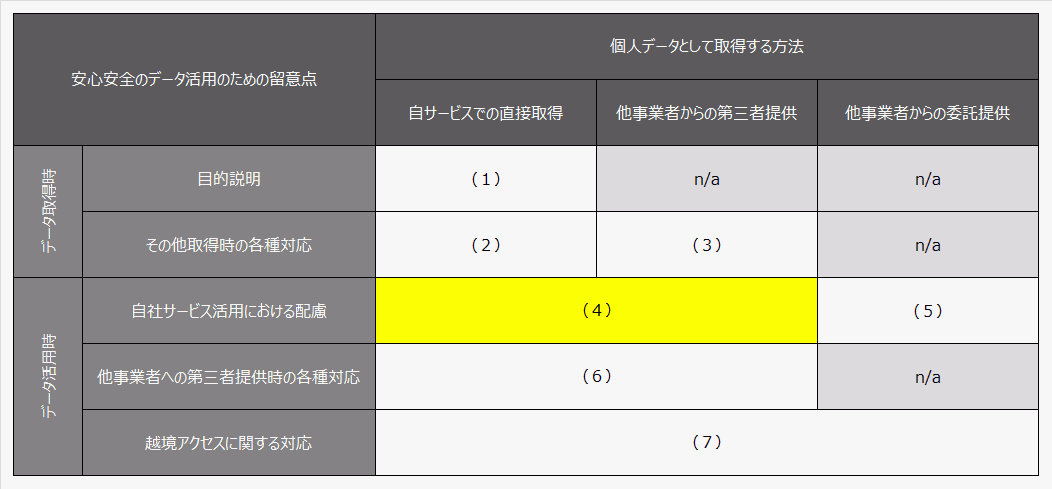 安心安全のデータ活用のための留意点
個人データとして取得する方法
自サービスでの直接取得
他事業者からの第三者提供
他事業者からの委託提供
データ取得時
目的説明
（１）
n/a
n/a
その他取得時の各種対応
（２）
（３）
n/a
データ活用時
自社サービス活用における配慮
（４）
（５）
他事業者への第三者提供時の各種対応
（６）
n/a
越境アクセスに関する対応
（７）